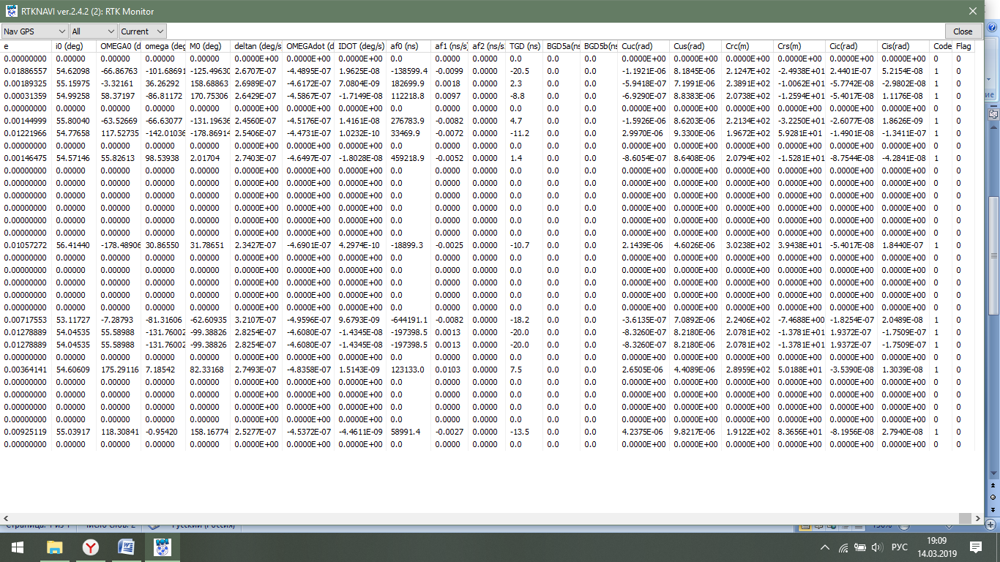 RTKNAVI ver.2.4.2 (2): RTK Monitor
Nav GPS All Current Close
e i0 (deg) OMEGA0 (d omega (deg M0 (deg) deltan (deg/s OMEGAdot (d IDOT (deg/s) af0 (ns) af1 (ns/s) af2 (ns/s TGD (ns) BGD5a(ns BGD5b(ns Cuc(rad) Cus(rad) Crc(m) Crs(m) Cic(rad) Cis(rad) Code Flag
0.00000000 0.00000 0.00000 0.00000 0.00000 0.0000E+00 0.0000E+00 0.0000E+00 0.0 0.0000 0.0000 0.0 0.0 0.0 0.0000E+00 0.0000E+00 0.0000E+00 0.0000E+00 0.0000E+00 0.0000E+00 0 0
0.01886557 54.62098 -66.86763 -101.68691 -125.49630 2.6707E-07 -4.4895E-07 1.9625E-08 -138599.4 -0.0099 0.0000 -20.5 0.0 0.0 -1.1921E-06 8.1845E-06 2.1247E+02 -2.4938E+01 2.4401E-07 5.2154E-08 1 0
0.00189325 55.15975 -3.32161 36.26292 158.68863 2.6989E-07 -4.6172E-07 7.0804E-09 182699.9 0.0018 0.0000 2.3 0.0 0.0 -5.9418E-07 7.1991E-06 2.3891E+02 -1.0062E+01 -5.7742E-08 -2.9802E-08 1 0
0.00031359 54.99258 58.37197 -86.81172 170.75306 2.6429E-07 -4.5867E-07 -1.7149E-08 112218.8 0.0097 0.0000 -8.8 0.0 0.0 -6.9290E-07 8.8383E-06 2.0738E+02 -1.2594E+01 -5.4017E-08 1.1176E-08 1 0
0.00000000 0.00000 0.00000 0.00000 0.00000 0.0000E+00 0.0000E+00 0.0000E+00 0.0 0.0000 0.0000 0.0 0.0 0.0 0.0000E+00 0.0000E+00 0.0000E+00 0.0000E+00 0.0000E+00 0.0000E+00 0 0
0.00144999 55.80040 -63.52669 -66.63077 -131.19636 2.4560E-07 -4.5176E-07 1.4161E-08 276783.9 -0.0082 0.0000 4.7 0.0 0.0 -1.5926E-06 8.6203E-06 2.2134E+02 -3.2250E+01 -2.6077E-08 1.8626E-09 1 0
0.01221966 54.77658 117.52735 -142.01036 -178.86914 2.5406E-07 -4.4731E-07 1.0232E-10 33469.9 -0.0072 0.0000 -11.2 0.0 0.0 2.9970E-06 9.3300E-06 1.9672E+02 5.9281E+01 -1.4901E-08 -1.3411E-07 1 0
0.00000000 0.00000 0.00000 0.00000 0.00000 0.0000E+00 0.0000E+00 0.0000E+00 0.0 0.0000 0.0000 0.0 0.0 0.0 0.0000E+00 0.0000E+00 0.0000E+00 0.0000E+00 0.0000E+00 0.0000E+00 0 0
0.00146475 54.57146 55.82613 98.53938 2.01704 2.7403E-07 -4.6497E-07 -1.8028E-08 459218.9 -0.0052 0.0000 1.4 0.0 0.0 -8.6054E-07 8.6408E-06 2.0794E+02 -1.5281E+01 -8.7544E-08 -4.2841E-08 1 0
0.00000000 0.00000 0.00000 0.00000 0.00000 0.0000E+00 0.0000E+00 0.0000E+00 0.0 0.0000 0.0000 0.0 0.0 0.0 0.0000E+00 0.0000E+00 0.0000E+00 0.0000E+00 0.0000E+00 0.0000E+00 0 0
0.00000000 0.00000 0.00000 0.00000 0.00000 0.0000E+00 0.0000E+00 0.0000E+00 0.0 0.0000 0.0000 0.0 0.0 0.0 0.0000E+00 0.0000E+00 0.0000E+00 0.0000E+00 0.0000E+00 0.0000E+00 0 0
0.00000000 0.00000 0.00000 0.00000 0.00000 0.0000E+00 0.0000E+00 0.0000E+00 0.0 0.0000 0.0000 0.0 0.0 0.0 0.0000E+00 0.0000E+00 0.0000E+00 0.0000E+00 0.0000E+00 0.0000E+00 0 0
0.00000000 0.00000 0.00000 0.00000 0.00000 0.0000E+00 0.0000E+00 0.0000E+00 0.0 0.0000 0.0000 0.0 0.0 0.0 0.0000E+00 0.0000E+00 0.0000E+00 0.0000E+00 0.0000E+00 0.0000E+00 0 0
0.00000000 0.00000 0.00000 0.00000 0.00000 0.0000E+00 0.0000E+00 0.0000E+00 0.0 0.0000 0.0000 0.0 0.0 0.0 0.0000E+00 0.0000E+00 0.0000E+00 0.0000E+00 0.0000E+00 0.0000E+00 0 0
0.00000000 0.00000 0.00000 0.00000 0.00000 0.0000E+00 0.0000E+00 0.0000E+00 0.0 0.0000 0.0000 0.0 0.0 0.0 0.0000E+00 0.0000E+00 0.0000E+00 0.0000E+00 0.0000E+00 0.0000E+00 0 0
0.01057272 56.41440 -178.48906 30.86550 31.78651 2.3427E-07 -4.6901E-07 4.2974E-10 -18899.3 -0.0025 0.0000 -10.7 0.0 0.0 2.1439E-06 4.6026E-06 3.0238E+02 3.9438E+01 -5.4017E-08 1.8440E-07 1 0
0.00000000 0.00000 0.00000 0.00000 0.00000 0.0000E+00 0.0000E+00 0.0000E+00 0.0 0.0000 0.0000 0.0 0.0 0.0 0.0000E+00 0.0000E+00 0.0000E+00 0.0000E+00 0.0000E+00 0.0000E+00 0 0
0.00000000 0.00000 0.00000 0.00000 0.00000 0.0000E+00 0.0000E+00 0.0000E+00 0.0 0.0000 0.0000 0.0 0.0 0.0 0.0000E+00 0.0000E+00 0.0000E+00 0.0000E+00 0.0000E+00 0.0000E+00 0 0
0.00000000 0.00000 0.00000 0.00000 0.00000 0.0000E+00 0.0000E+00 0.0000E+00 0.0 0.0000 0.0000 0.0 0.0 0.0 0.0000E+00 0.0000E+00 0.0000E+00 0.0000E+00 0.0000E+00 0.0000E+00 0 0
0.00000000 0.00000 0.00000 0.00000 0.00000 0.0000E+00 0.0000E+00 0.0000E+00 0.0 0.0000 0.0000 0.0 0.0 0.0 0.0000E+00 0.0000E+00 0.0000E+00 0.0000E+00 0.0000E+00 0.0000E+00 0 0
0.00000000 0.00000 0.00000 0.00000 0.00000 0.0000E+00 0.0000E+00 0.0000E+00 0.0 0.0000 0.0000 0.0 0.0 0.0 0.0000E+00 0.0000E+00 0.0000E+00 0.0000E+00 0.0000E+00 0.0000E+00 0 0
0.00717553 53.11727 -7.28793 -81.31606 -62.60935 3.2107E-07 -4.9596E-07 9.6793E-09 -644191.1 -0.0082 0.0000 -18.2 0.0 0.0 -3.6135E-07 7.0892E-06 2.2406E+02 -7.4688E+00 -1.8254E-07 2.0489E-08 1 0
0.01278889 54.04535 55.58988 -131.76002 -99.38826 2.8254E-07 -4.6080E-07 -1.4345E-08 -197398.5 0.0013 0.0000 -20.0 0.0 0.0 -8.3260E-07 8.2180E-06 2.0781E+02 -1.3781E+01 1.9372E-07 -1.7509E-07 1 0
0.01278889 54.04535 55.58988 -131.76002 -99.38826 2.8254E-07 -4.6080E-07 -1.4345E-08 -197398.5 0.0013 0.0000 -20.0 0.0 0.0 -8.3260E-07 8.2180E-06 2.0781E+02 -1.3781E+01 1.9372E-07 -1.7509E-07 1 0
0.00000000 0.00000 0.00000 0.00000 0.00000 0.0000E+00 0.0000E+00 0.0000E+00 0.0 0.0000 0.0000 0.0 0.0 0.0 0.0000E+00 0.0000E+00 0.0000E+00 0.0000E+00 0.0000E+00 0.0000E+00 0 0
0.00364141 54.60609 175.29116 7.18542 82.33168 2.7493E-07 -4.8358E-07 1.5143E-09 123133.0 0.0103 0.0000 7.5 0.0 0.0 2.6505E-06 4.4089E-06 2.8959E+02 5.0188E+01 -3.5390E-08 1.3039E-08 1 0
0.00000000 0.00000 0.00000 0.00000 0.00000 0.0000E+00 0.0000E+00 0.0000E+00 0.0 0.0000 0.0000 0.0 0.0 0.0 0.0000E+00 0.0000E+00 0.0000E+00 0.0000E+00 0.0000E+00 0.0000E+00 0 0
0.00000000 0.00000 0.00000 0.00000 0.00000 0.0000E+00 0.0000E+00 0.0000E+00 0.0 0.0000 0.0000 0.0 0.0 0.0 0.0000E+00 0.0000E+00 0.0000E+00 0.0000E+00 0.0000E+00 0.0000E+00 0 0
0.00000000 0.00000 0.00000 0.00000 0.00000 0.0000E+00 0.0000E+00 0.0000E+00 0.0 0.0000 0.0000 0.0 0.0 0.0 0.0000E+00 0.0000E+00 0.0000E+00 0.0000E+00 0.0000E+00 0.0000E+00 0 0
0.00000000 0.00000 0.00000 0.00000 0.00000 0.0000E+00 0.0000E+00 0.0000E+00 0.0 0.0000 0.0000 0.0 0.0 0.0 0.0000E+00 0.0000E+00 0.0000E+00 0.0000E+00 0.0000E+00 0.0000E+00 0 0
0.00925119 55.03917 118.30841 -0.95420 158.16774 2.5277E-07 -4.5372E-07 -4.4611E-09 58991.4 -0.0027 0.0000 -13.5 0.0 0.0 4.2375E-06 9.8217E-06 1.9122E+02 8.3656E+01 -8.1956E-08 2.7940E-08 1 0
0.00000000 0.00000 0.00000 0.00000 0.00000 0.0000E+00 0.0000E+00 0.0000E+00 0.0 0.0000 0.0000 0.0 0.0 0.0 0.0000E+00 0.0000E+00 0.0000E+00 0.0000E+00 0.0000E+00 0.0000E+00 0 0
ие
Страница: 1 из 1 Число слов: 2 Русский (Россия) 130%
РУС 19:09
14.03.2019